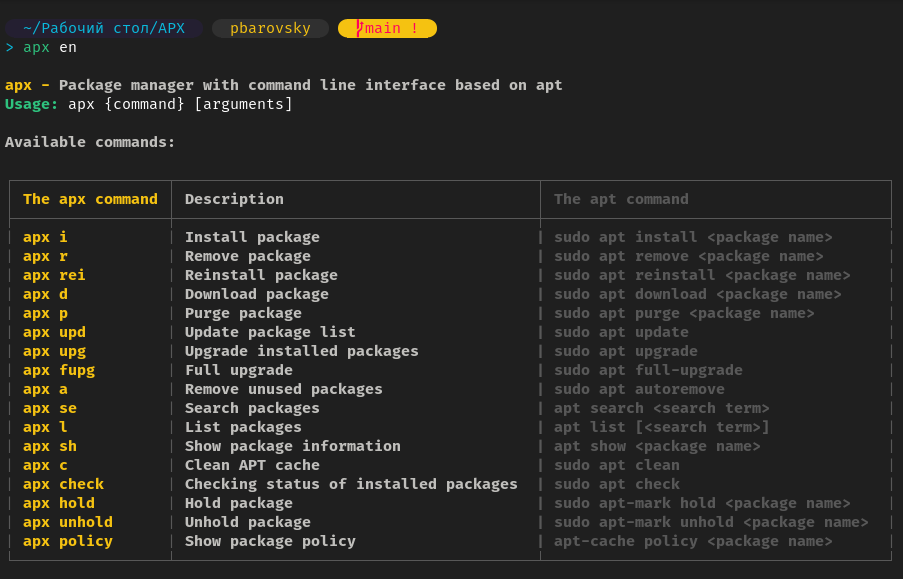 ~/Рабочий стол/APX pbarovsky main !
> apx en
apx - Package manager with command line interface based on apt
Usage: apx {command} [arguments]
Available commands:
The apx command | Description | The apt command
apx i | Install package | sudo apt install <package name>
apx r | Remove package | sudo apt remove <package name>
apx rei | Reinstall package | sudo apt reinstall <package name>
apx d | Download package | sudo apt download <package name>
apx p | Purge package | sudo apt purge <package name>
apx upd | Update package list | sudo apt update
apx upg | Upgrade installed packages | sudo apt upgrade
apx fupg | Full upgrade | sudo apt full-upgrade
apx a | Remove unused packages | sudo apt autoremove
apx se | Search packages | apt search <search term>
apx l | List packages | apt list [<search term>]
apx sh | Show package information | apt show <package name>
apx c | Clean APT cache | sudo apt clean
apx check | Checking status of installed packages | sudo apt check
apx hold | Hold package | sudo apt-mark hold <package name>
apx unhold | Unhold package | sudo apt-mark unhold <package name>
apx policy | Show package policy | apt-cache policy <package name>